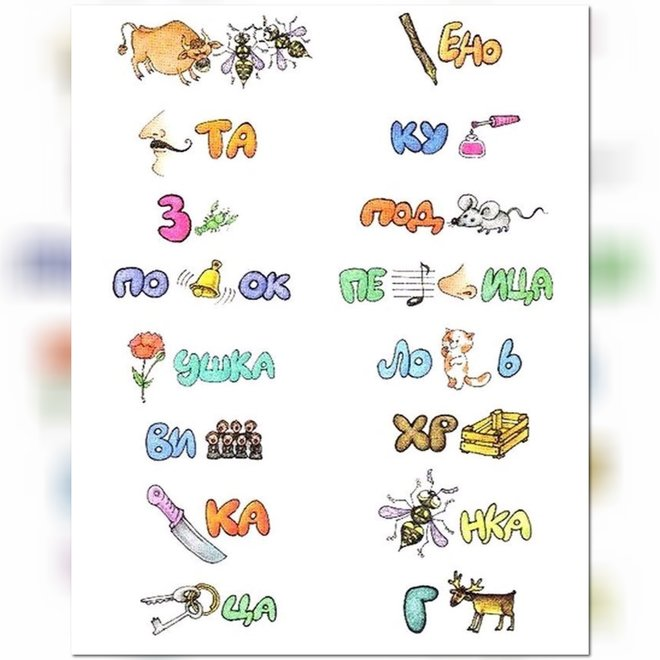 ЕНО
ТА КУ
З ПОД
ПО ОК ПЕ ИЦА
УШКА ЛО Ь
ВИ ХР
КА НКА
ЦА Г